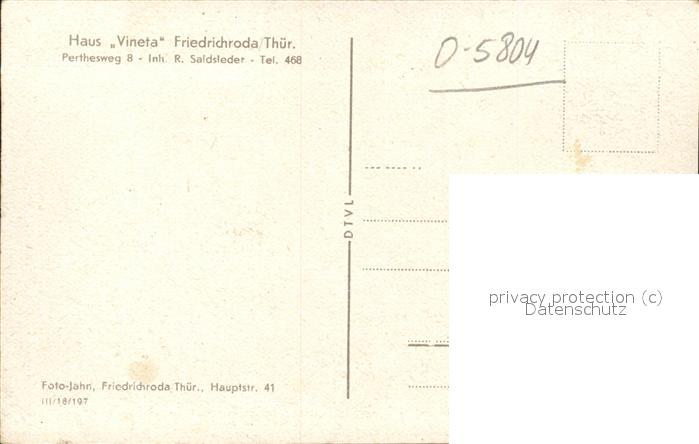 Haus „Vineta“ Friedrichroda/Thür.
Perthesweg 8 - Inh. R. Saldsieder - Tel. 468
O-5804
DTVL
privacy protection (c)
Datenschutz
Foto-Jahn, Friedrichroda/Thür., Hauptstr. 41
III/18/197